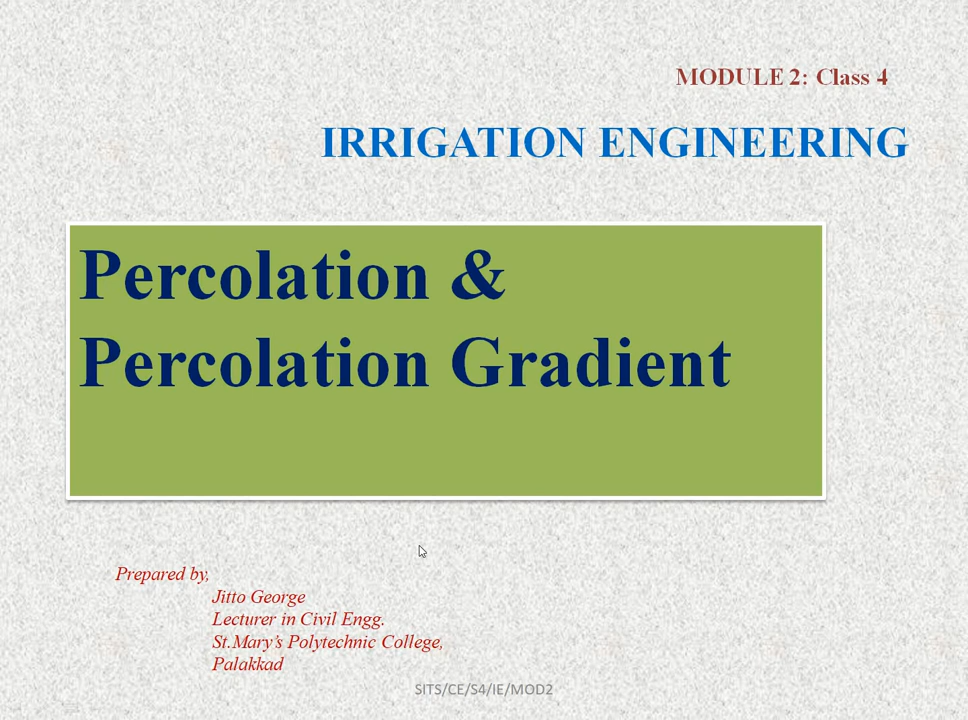 MODULE 2: Class 4
IRRIGATION ENGINEERING
Percolation &
Percolation Gradient
Prepared by,
Jitto George
Lecturer in Civil Engg.
St.Mary's Polytechnic College,
Palakkad
SITS/CE/S4/IE/MOD2